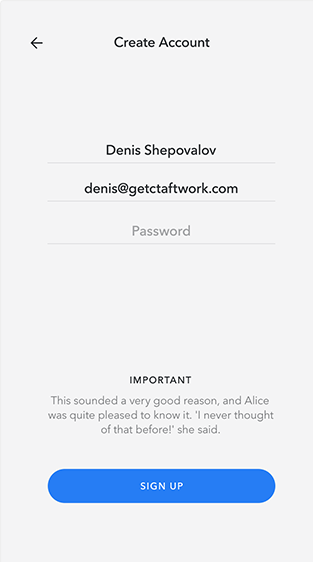 Create Account
Denis Shepovalov
denis@getctaftwork.com
Password
IMPORTANT
This sounded a very good reason, and Alice
was quite pleased to know it. 'I never thought
of that before!' she said.
SIGN UP